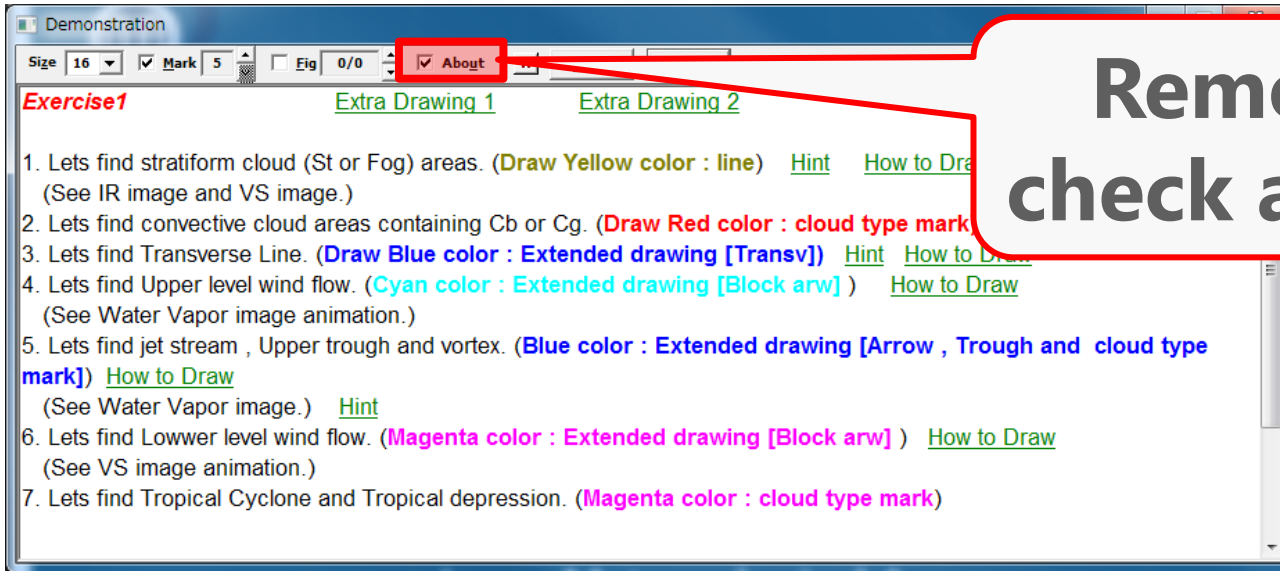 Demonstration
Size 16 Mark 5 Fig 0/0 About
Exercise1 Extra Drawing 1 Extra Drawing 2
check
1. Lets find stratiform cloud (St or Fog) areas. (Draw Yellow color : line) Hint How to
(See IR image and VS image.)
2. Lets find convective cloud areas containing Cb or Cg. (Draw Red color : cloud type mark
3. Lets find Transverse Line. (Draw Blue color : Extended drawing [Transv]) Hint How to Draw
4. Lets find Upper level wind flow. (Cyan color : Extended drawing [Block arw] ) How to Draw
(See Water Vapor image animation.)
5. Lets find jet stream , Upper trough and vortex. (Blue color : Extended drawing [Arrow , Trough and cloud type
mark]) How to Draw
(See Water Vapor image.) Hint
6. Lets find Lowwer level wind flow. (Magenta color : Extended drawing [Block arw] ) How to Draw
(See VS image animation.)
7. Lets find Tropical Cyclone and Tropical depression. (Magenta color : cloud type mark)